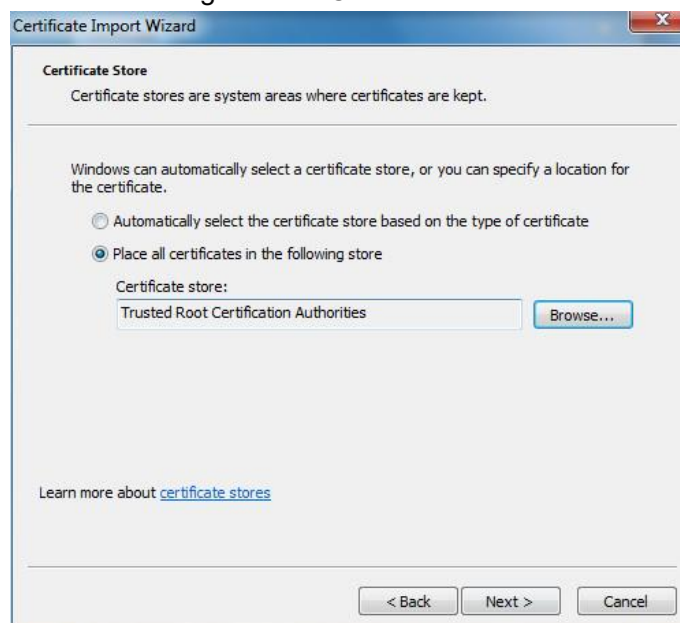 Certificate Import Wizard
Certificate Store
Certificate stores are system areas where certificates are kept.
Windows can automatically select a certificate store, or you can specify a location for
the certificate.
Automatically select the certificate store based on the type of certificate
Place all certificates in the following store
Certificate store:
Trusted Root Certification Authorities
Browse...
Learn more about certificate stores
< Back
Next >
Cancel